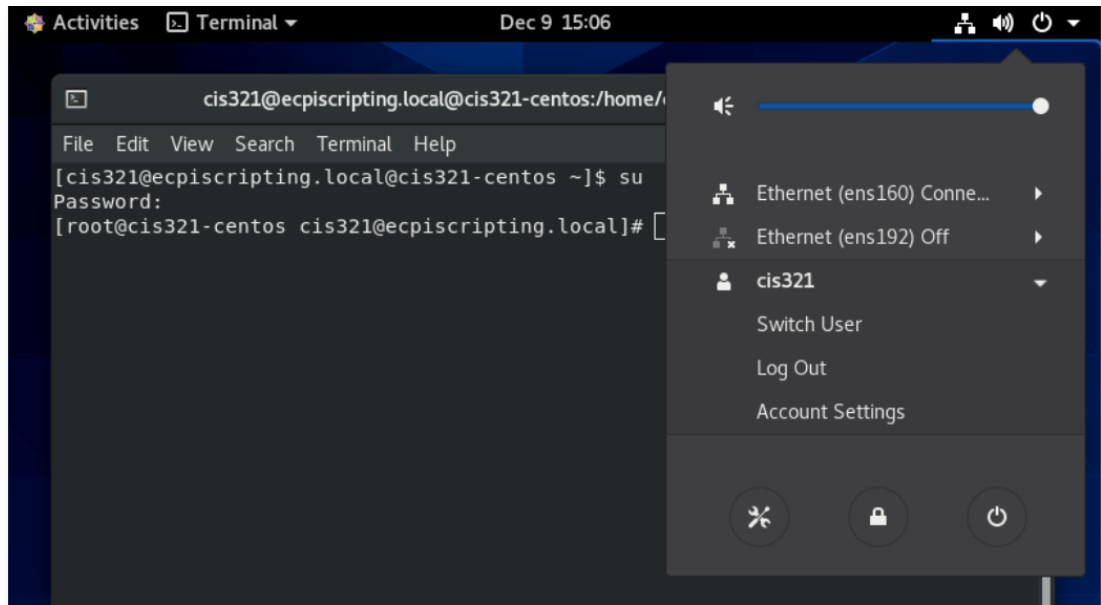 Activities Terminal Dec 9 15:06
cis321@ecpiscripting.local@cis321-centos:/home/
File Edit View Search Terminal Help
[cis321@ecpiscripting.local@cis321-centos ~]$ su
Password:
[root@cis321-centos cis321@ecpiscripting.local]#
Ethernet (ens160) Conne...
Ethernet (ens192) Off
cis321
Switch User
Log Out
Account Settings